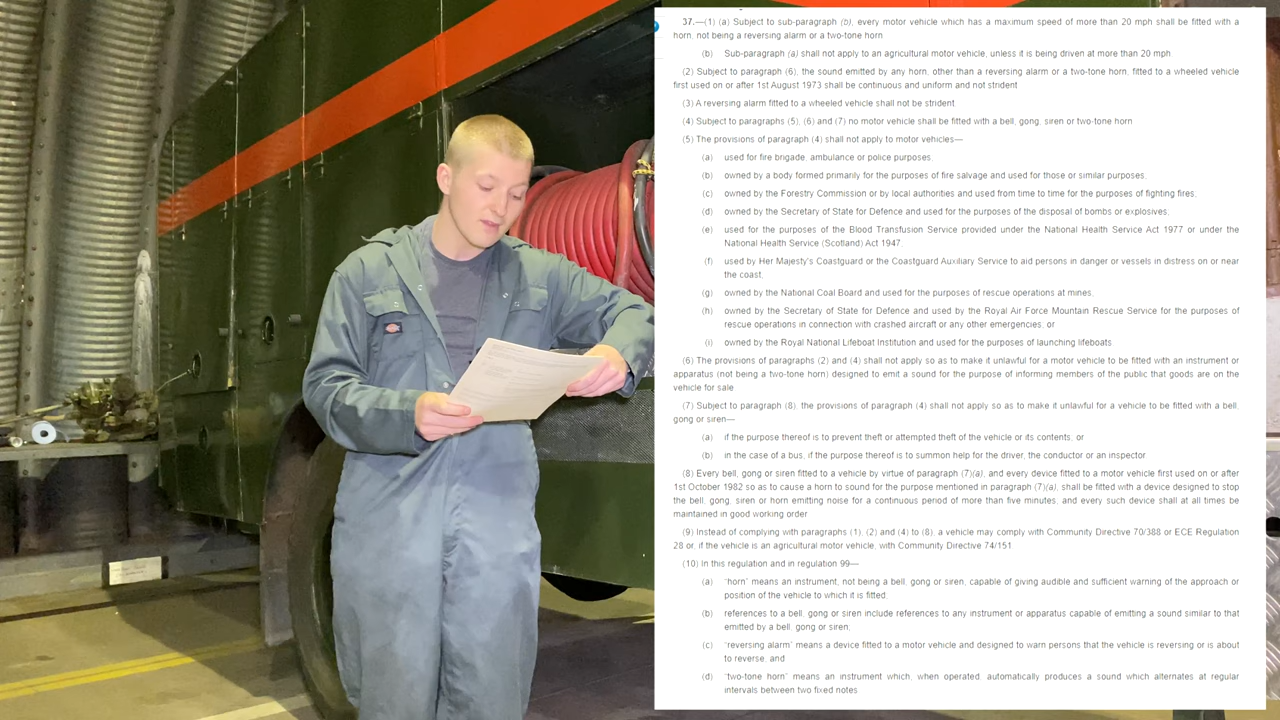 37.—(1) (a) Subject to sub-paragraph (b), every motor vehicle which has a maximum speed of more than 20 mph shall be fitted with a
horn, not being a reversing alarm or a two-tone horn
(b) Sub-paragraph (a) shall not apply to an agricultural motor vehicle, unless it is being driven at more than 20 mph
(2) Subject to paragraph (6), the sound emitted by any horn, other than a reversing alarm or a two-tone horn, fitted to a wheeled vehicle
first used on or after 1st August 1973 shall be continuous and uniform and not strident
(3) A reversing alarm fitted to a wheeled vehicle shall not be strident.
(4) Subject to paragraphs (5), (6) and (7) no motor vehicle shall be fitted with a bell, gong, siren or two-tone horn
(5) The provisions of paragraph (4) shall not apply to motor vehicles—
(a) used for fire brigade, ambulance or police purposes;
(b) owned by a body formed primarily for the purposes of fire salvage and used for those or similar purposes;
(c) owned by the Forestry Commission or by local authorities and used from time to time for the purposes of fighting fires;
(d) owned by the Secretary of State for Defence and used for the purposes of the disposal of bombs or explosives;
(e) used for the purposes of the Blood Transfusion Service provided under the National Health Service Act 1977 or under the
National Health Service (Scotland) Act 1947;
(f) used by Her Majesty's Coastguard or the Coastguard Auxiliary Service to aid persons in danger or vessels in distress on or near
the coast;
(g) owned by the National Coal Board and used for the purposes of rescue operations at mines;
(h) owned by the Secretary of State for Defence and used by the Royal Air Force Mountain Rescue Service for the purposes of
rescue operations in connection with crashed aircraft or any other emergencies; or
(i) owned by the Royal National Lifeboat Institution and used for the purposes of launching lifeboats
(6) The provisions of paragraphs (2) and (4) shall not apply so as to make it unlawful for a motor vehicle to be fitted with an instrument or
apparatus (not being a two-tone horn) designed to emit a sound for the purpose of informing members of the public that goods are on the
vehicle for sale
(7) Subject to paragraph (8), the provisions of paragraph (4) shall not apply so as to make it unlawful for a vehicle to be fitted with a bell,
gong or siren—
(a) if the purpose thereof is to prevent theft or attempted theft of the vehicle or its contents; or
(b) in the case of a bus, if the purpose thereof is to summon help for the driver, the conductor or an inspector
(8) Every bell, gong or siren fitted to a vehicle by virtue of paragraph (7)(a), and every device fitted to a motor vehicle first used on or after
1st October 1982 so as to cause a horn to sound for the purpose mentioned in paragraph (7)(a), shall be fitted with a device designed to stop
the bell, gong, siren or horn emitting noise for a continuous period of more than five minutes; and every such device shall at all times be
maintained in good working order
(9) Instead of complying with paragraphs (1), (2) and (4) to (8), a vehicle may comply with Community Directive 70/388 or ECE Regulation
28 or, if the vehicle is an agricultural motor vehicle, with Community Directive 74/151
(10) In this regulation and in regulation 99—
(a) "horn" means an instrument, not being a bell, gong or siren, capable of giving audible and sufficient warning of the approach or
position of the vehicle to which it is fitted;
(b) references to a bell, gong or siren include references to any instrument or apparatus capable of emitting a sound similar to that
emitted by a bell, gong or siren;
(c) "reversing alarm" means a device fitted to a motor vehicle and designed to warn persons that the vehicle is reversing or is about
to reverse; and
(d) "two-tone horn" means an instrument which, when operated, automatically produces a sound which alternates at regular
intervals between two fixed notes